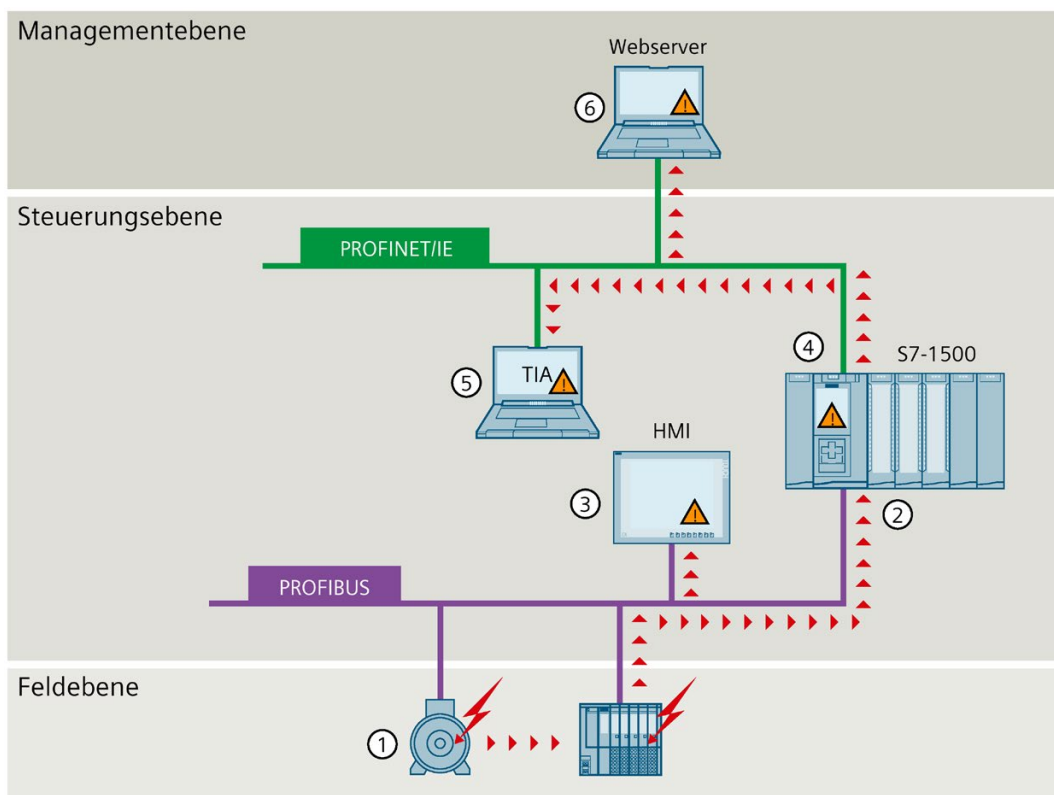 Managementebene
Webserver
6
Steuerungsebene
PROFINET/IE
4
S7-1500
5
TIA
HMI
3
2
PROFIBUS
Feldebene
1